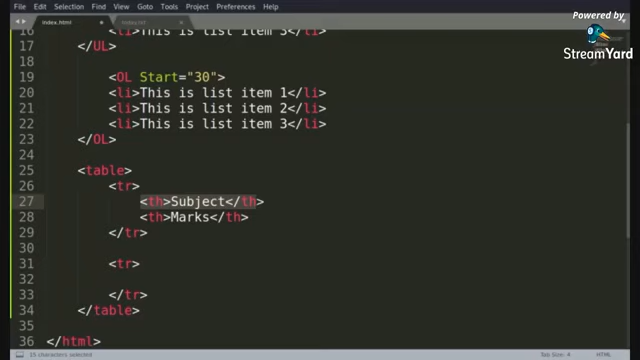 File Edit Selection Find View Goto Tools Project Preferences Help
Powered by
StreamYard
index.html
16 <li>This is list item 3</li>
17 </UL>
18
19 <OL Start="30">
20 <li>This is list item 1</li>
21 <li>This is list item 2</li>
22 <li>This is list item 3</li>
23 </OL>
24
25 <table>
26 <tr>
27 <th>Subject</th>
28 <th>Marks</th>
29 </tr>
30
31 <tr>
32
33 </tr>
34 </table>
35
36 </html>
15 characters selected
Tab Size: 4
HTML